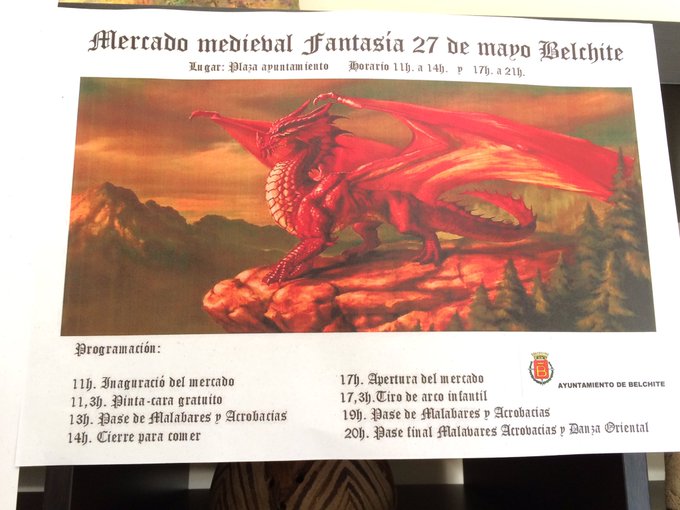 Mercado medieval Fantasía 27 de mayo Belchite
Lugar: Plaza ayuntamiento Horario 11h. a 14h. y 17h. a 21h.
Programación:
11h. Inaguració del mercado
11,3h. Pinta-cara gratuito
13h. Pase de Malabares y Acrobacias
14h. Cierre para comer
17h. Apertura del mercado
17,3h. Tiro de arco infantil
19h. Pase de Malabares y Acrobacias
20h. Pase final Malabares Acrobacias y Danza Oriental
AYUNTAMIENTO DE BELCHITE